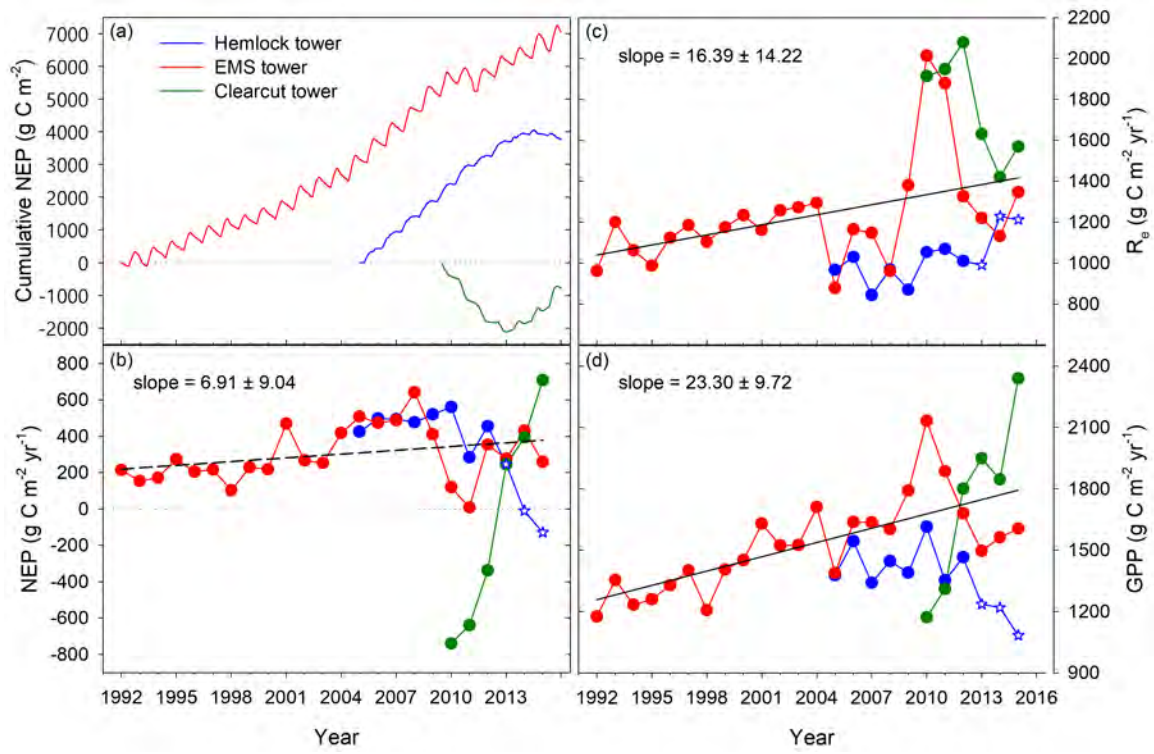 (a)
Hemlock tower
EMS tower
Clearcut tower
7000
6000
5000
4000
3000
2000
1000
0
-1000
-2000
Cumulative NEP (g C m⁻²)
(b)
slope = 6.91 ± 9.04
800
600
400
200
0
-200
-400
-600
-800
NEP (g C m⁻² yr⁻¹)
1992 1995 1998 2001 2004 2007 2010 2013
Year
(c)
slope = 16.39 ± 14.22
2200
2000
1800
1600
1400
1200
1000
800
Rₑ (g C m⁻² yr⁻¹)
(d)
slope = 23.30 ± 9.72
2400
2100
1800
1500
1200
900
GPP (g C m⁻² yr⁻¹)
1992 1995 1998 2001 2004 2007 2010 2013 2016
Year